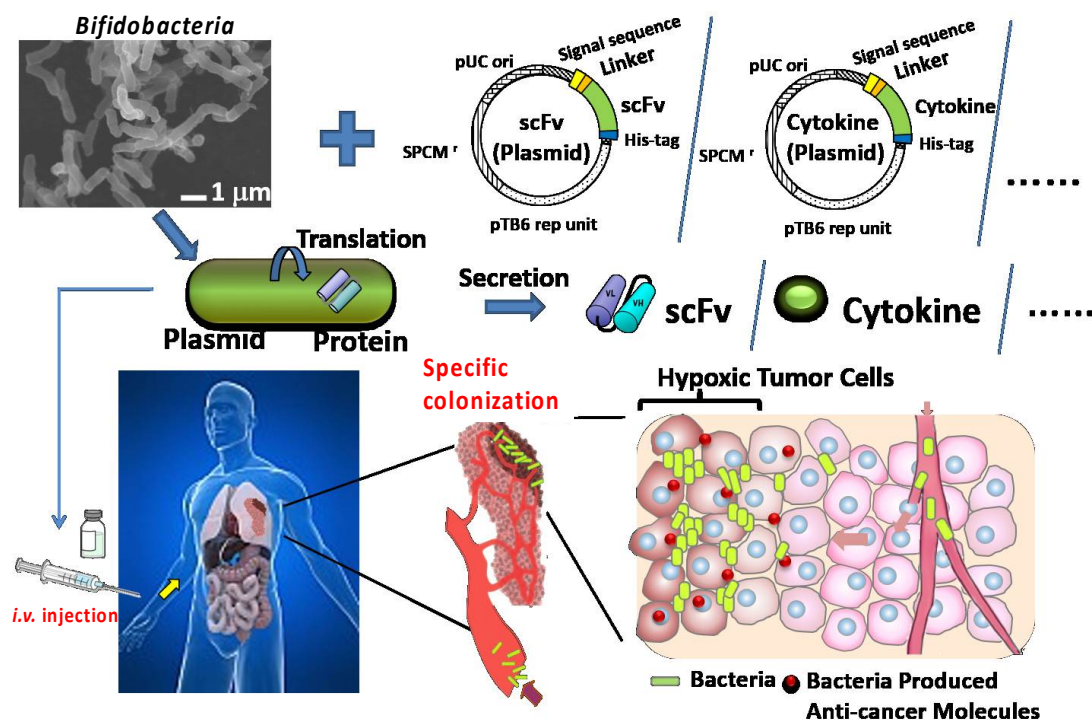 Bifidobacteria
1 μm
pUC ori
Signal sequence
Linker
scFv
scFv
(Plasmid)
His-tag
SPCM r
pTB6 rep unit
pUC ori
Signal sequence
Linker
Cytokine
Cytokine
(Plasmid)
His-tag
SPCM r
pTB6 rep unit
......
Translation
Plasmid
Protein
Secretion
VL
VH
scFv
Cytokine
......
i.v. injection
Specific
colonization
Hypoxic Tumor Cells
Bacteria
Bacteria Produced
Anti-cancer Molecules